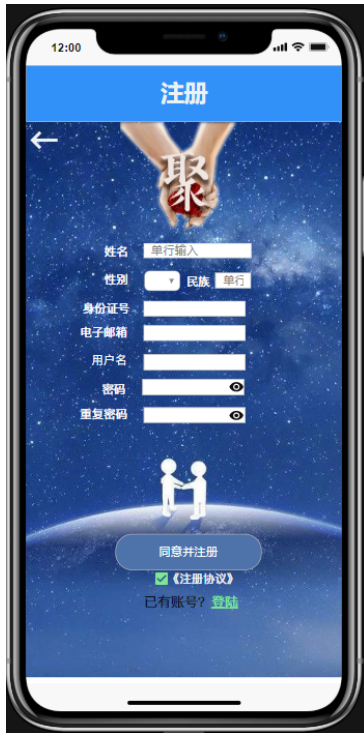 12:00
注册
聚
姓名 单行输入
性别 民族 单行
身份证号
电子邮箱
用户名
密码
重复密码
同意并注册
《注册协议》
已有账号？登陆